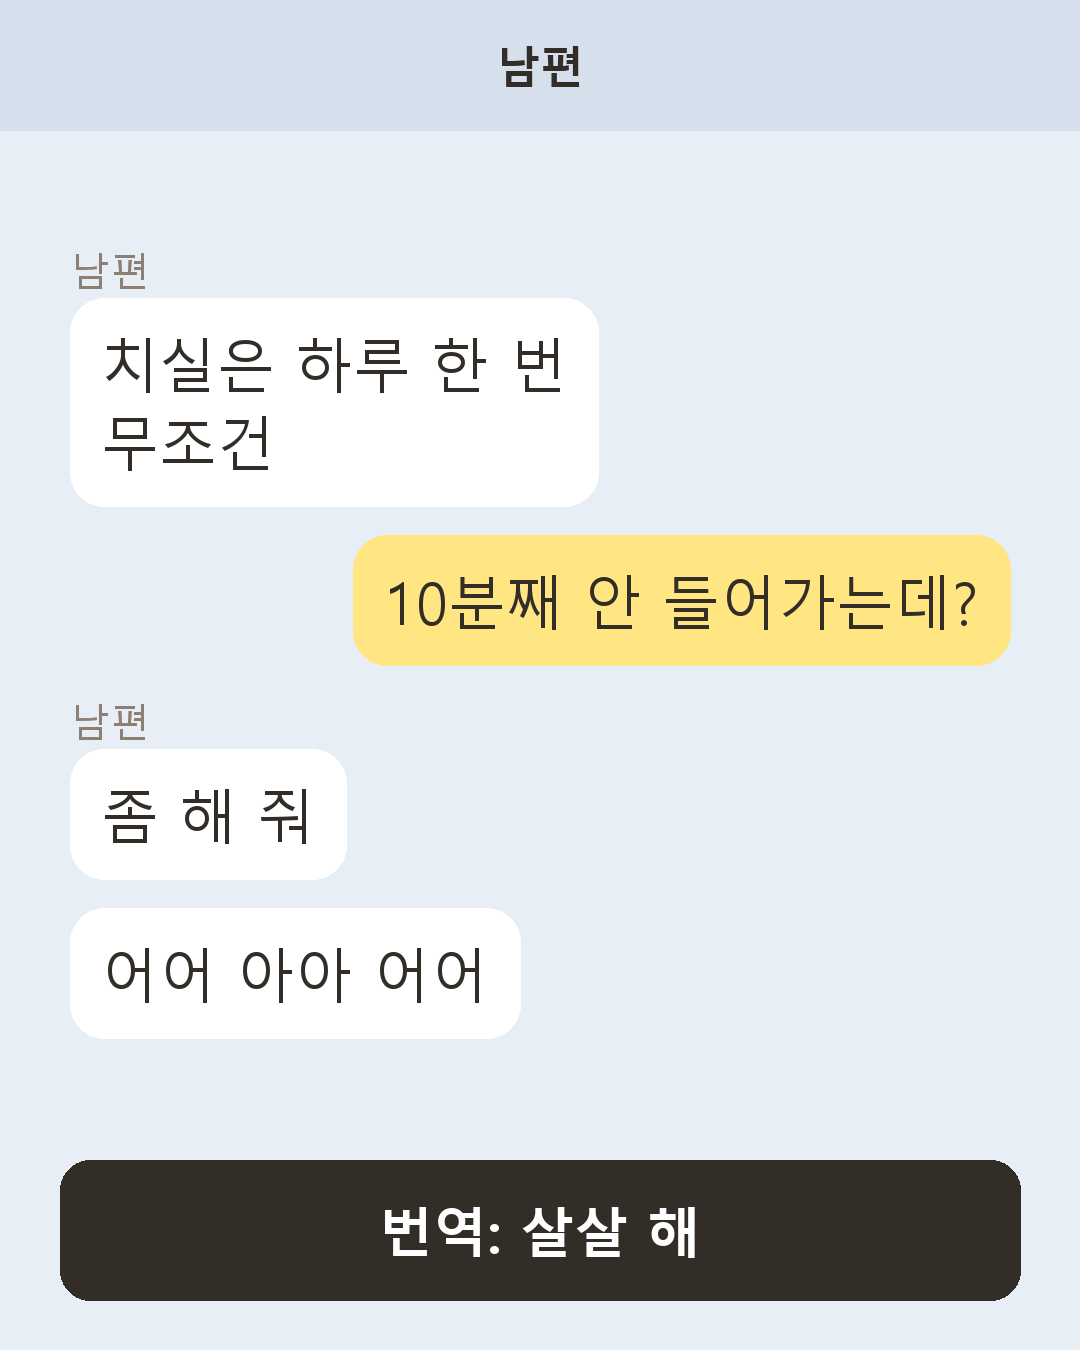 남편
남편
치실은 하루 한 번
무조건
10분째 안 들어가는데?
남편
좀 해 줘
어어 아아 어어
번역: 살살 해